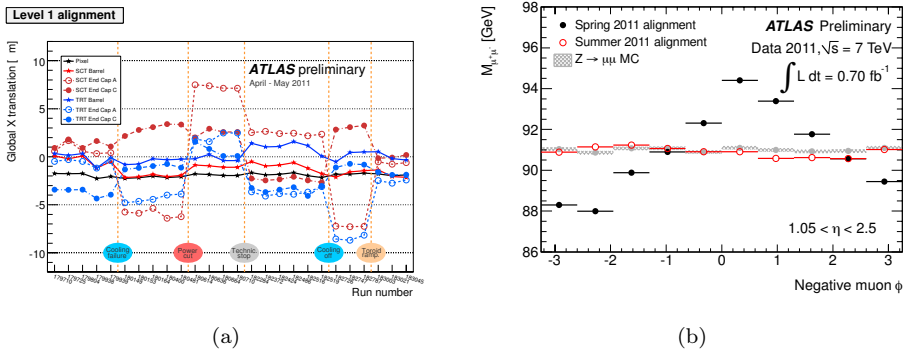 Level 1 alignment
Global X translation [ m]
10
5
0
-5
-10
Pixel
SCT Barrel
SCT End Cap A
SCT End Cap C
TRT Barrel
TRT End Cap A
TRT End Cap C
ATLAS preliminary
April - May 2011
Cooling failure
Power cut
Technic stop
Cooling off
Toroid ramp
Run number
(a)
M_{μ⁺μ⁻} [GeV]
98
96
94
92
90
88
86
Spring 2011 alignment
Summer 2011 alignment
Z → μμ MC
ATLAS Preliminary
Data 2011, √s = 7 TeV
∫ L dt = 0.70 fb⁻¹
1.05 < η < 2.5
-3 -2 -1 0 1 2 3
Negative muon ϕ
(b)